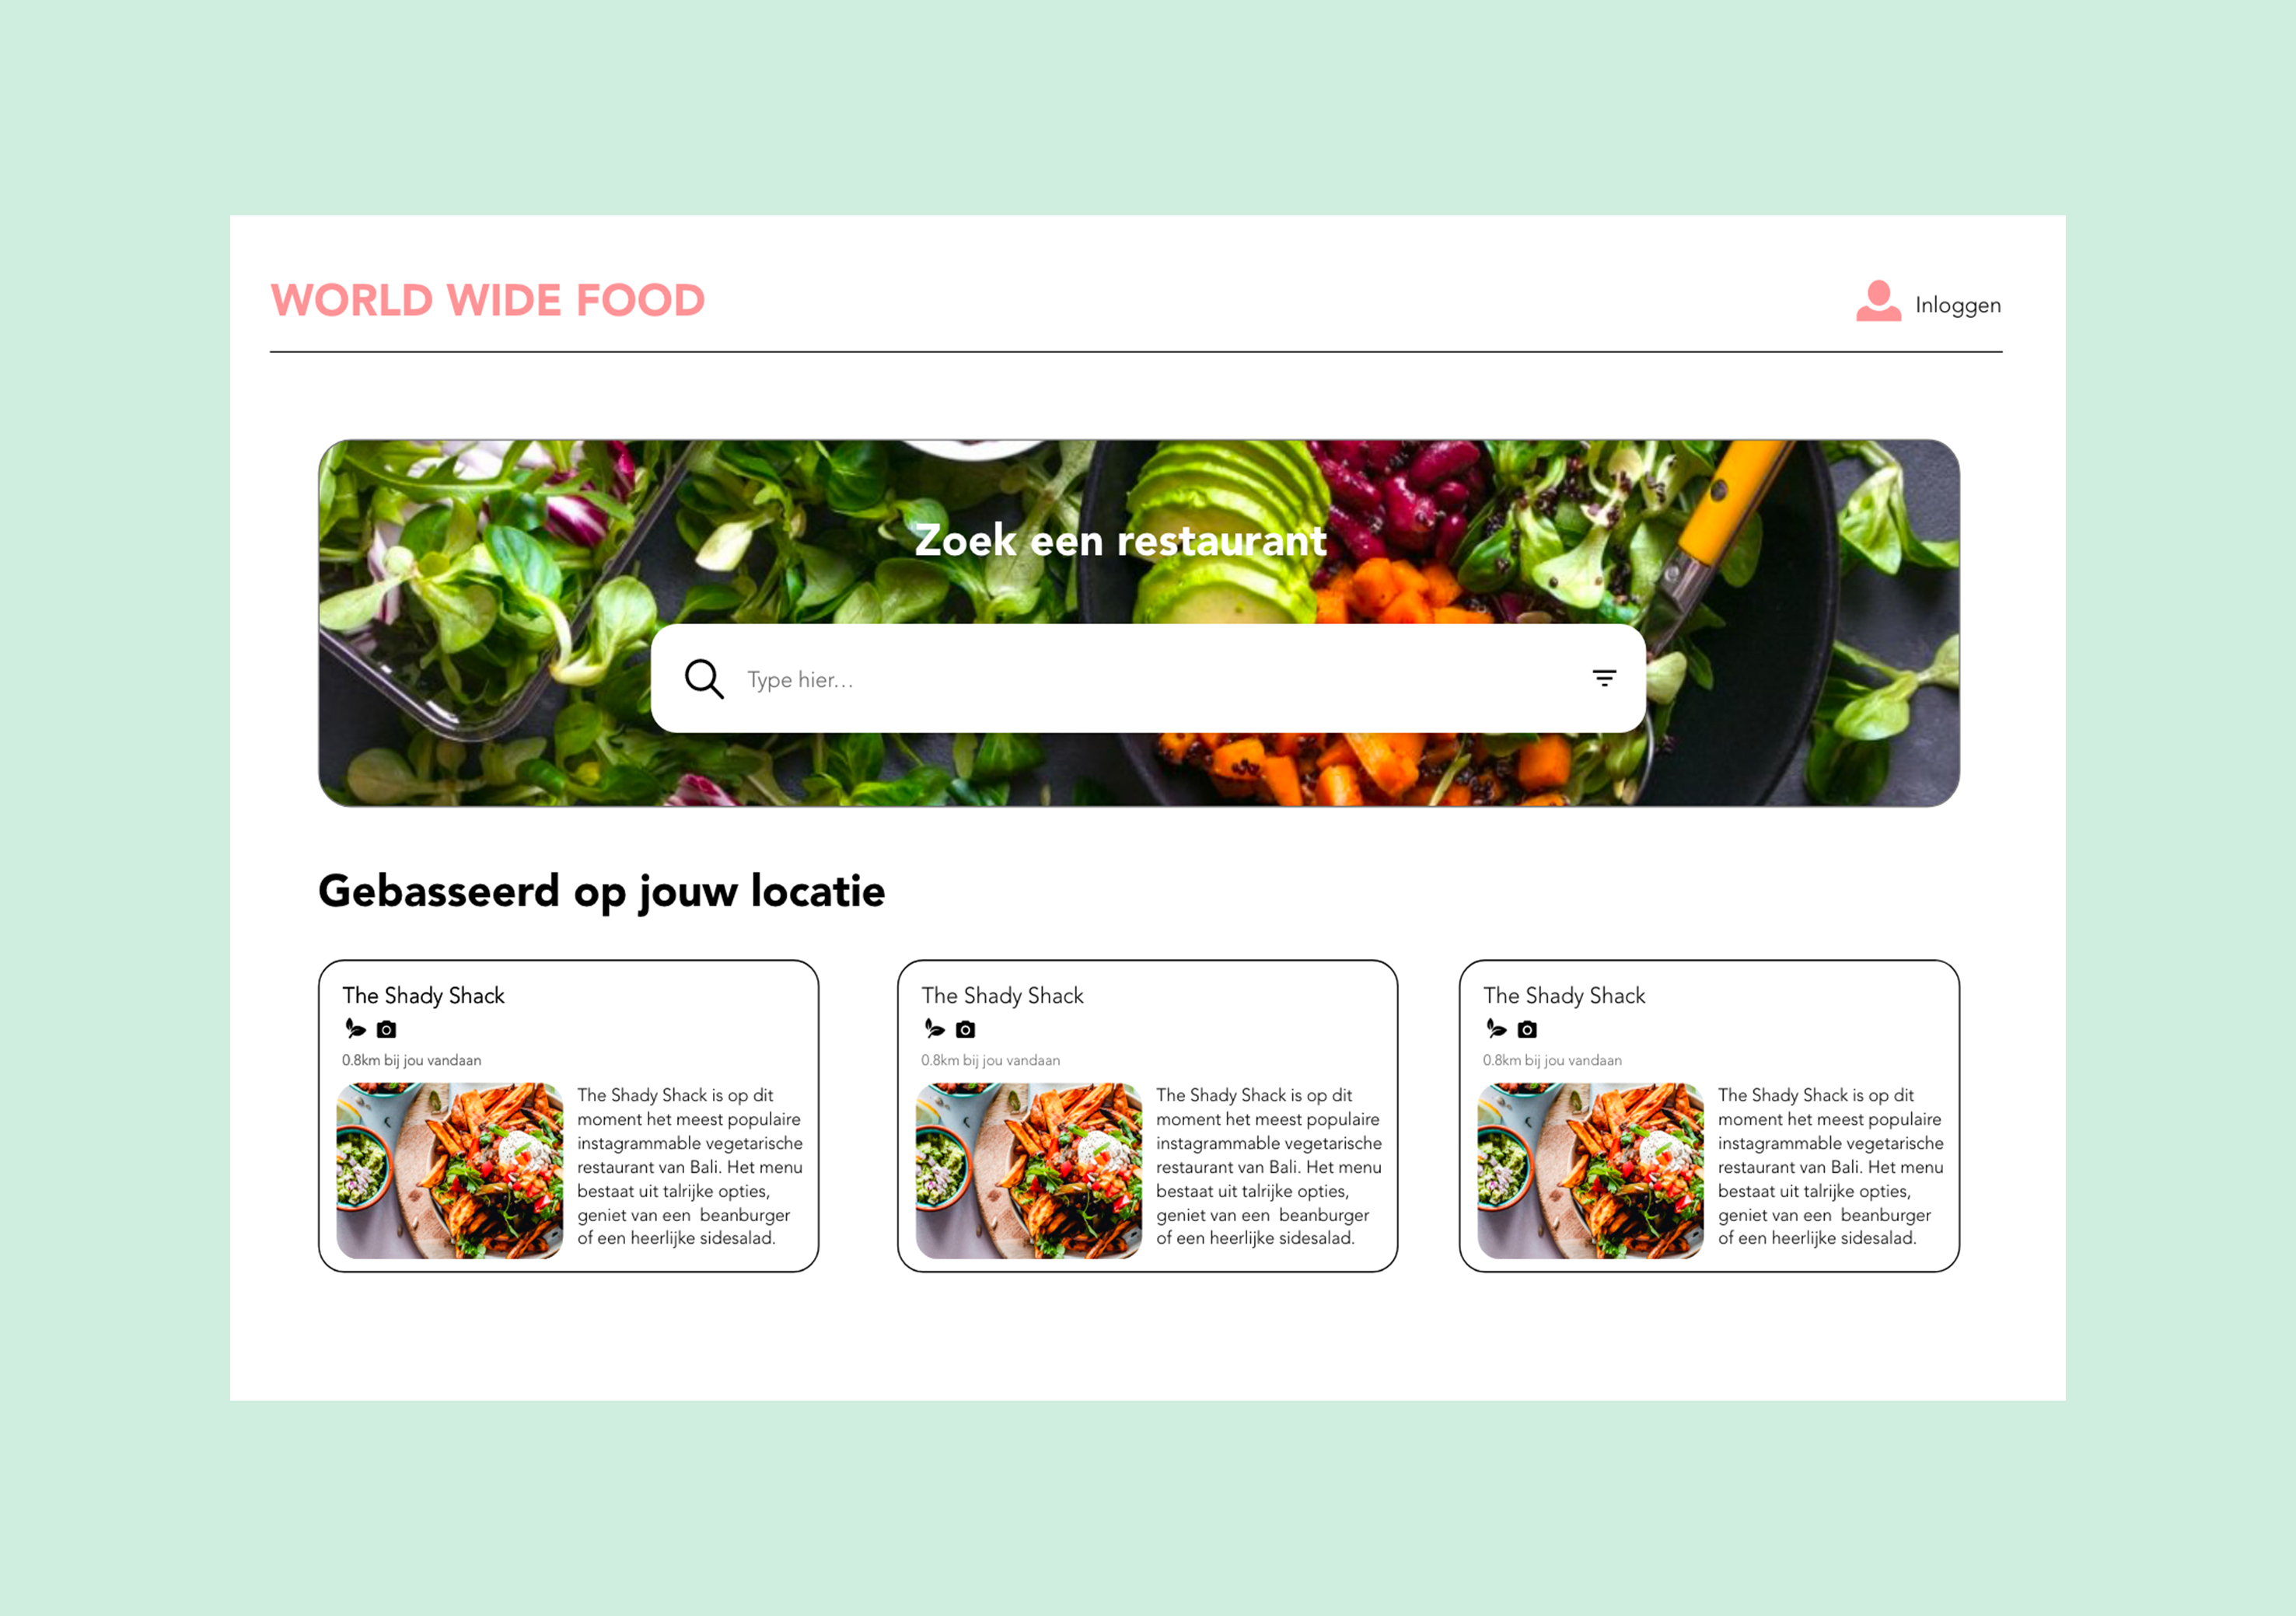 WORLD WIDE FOOD
Inloggen
Zoek een restaurant
Type hier...
Gebasseerd op jouw locatie
The Shady Shack
0.8km bij jou vandaan
The Shady Shack is op dit
moment het meest populaire
instagrammable vegetarische
restaurant van Bali. Het menu
bestaat uit talrijke opties,
geniet van een  beanburger
of een heerlijke sidesalad.
The Shady Shack
0.8km bij jou vandaan
The Shady Shack is op dit
moment het meest populaire
instagrammable vegetarische
restaurant van Bali. Het menu
bestaat uit talrijke opties,
geniet van een  beanburger
of een heerlijke sidesalad.
The Shady Shack
0.8km bij jou vandaan
The Shady Shack is op dit
moment het meest populaire
instagrammable vegetarische
restaurant van Bali. Het menu
bestaat uit talrijke opties,
geniet van een  beanburger
of een heerlijke sidesalad.